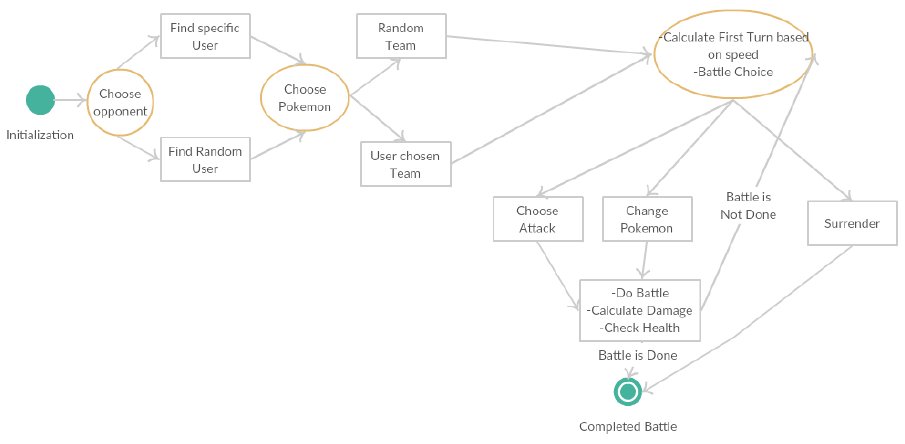 Find specific
User
Random
Team
-Calculate First Turn based
on speed
-Battle Choice
Choose
opponent
Choose
Pokemon
Initialization
Find Random
User
User chosen
Team
Choose
Attack
Change
Pokemon
Battle is
Not Done
Surrender
-Do Battle
-Calculate Damage
-Check Health
Battle is Done
Completed Battle